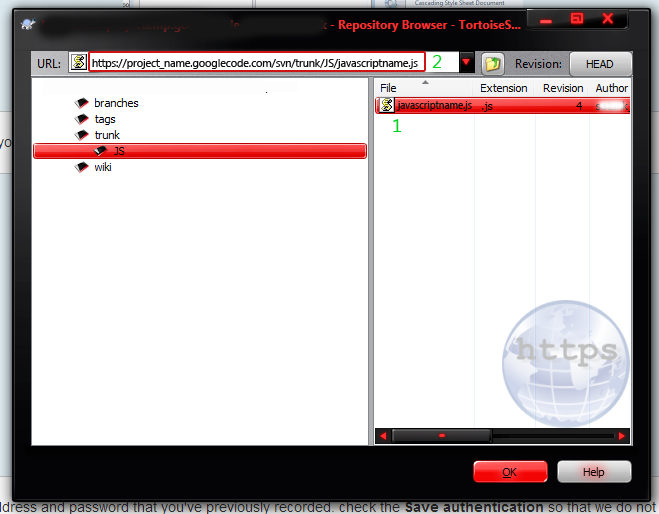 Cascading Style Sheet Document
- Repository Browser - TortoiseS...
URL: https://project_name.googlecode.com/svn/trunk/JS/javascriptname.js 2 Revision: HEAD
File Extension Revision Author
javascriptname.js .js 4
1
branches
tags
trunk
JS
wiki
https
OK Help
ddress and password that you've previously recorded. check the Save authentication so that we do not